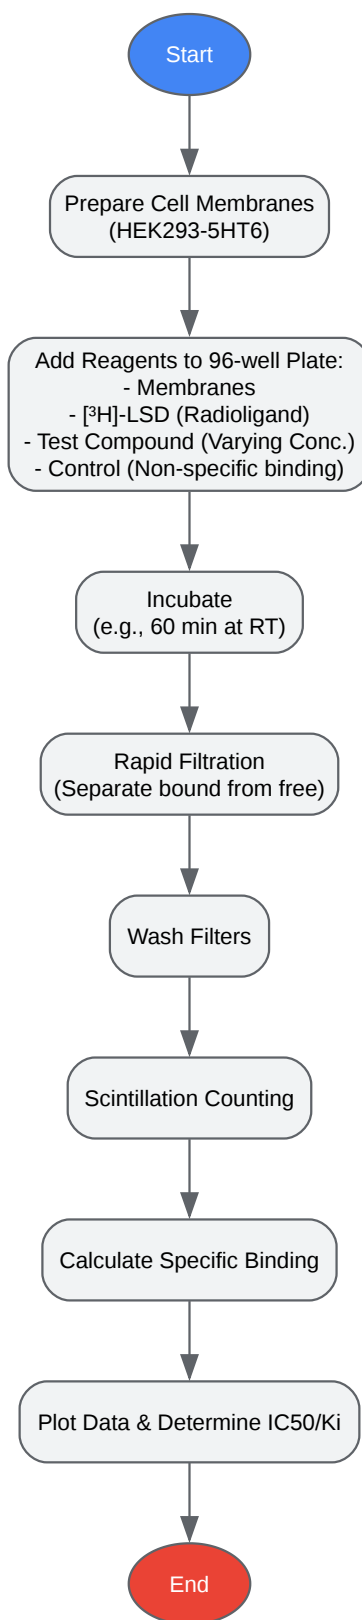 Start
Prepare Cell Membranes
(HEK293-5HT6)
Add Reagents to 96-well Plate:
- Membranes
- [³H]-LSD (Radioligand)
- Test Compound (Varying Conc.)
- Control (Non-specific binding)
Incubate
(e.g., 60 min at RT)
Rapid Filtration
(Separate bound from free)
Wash Filters
Scintillation Counting
Calculate Specific Binding
Plot Data & Determine IC50/Ki
End